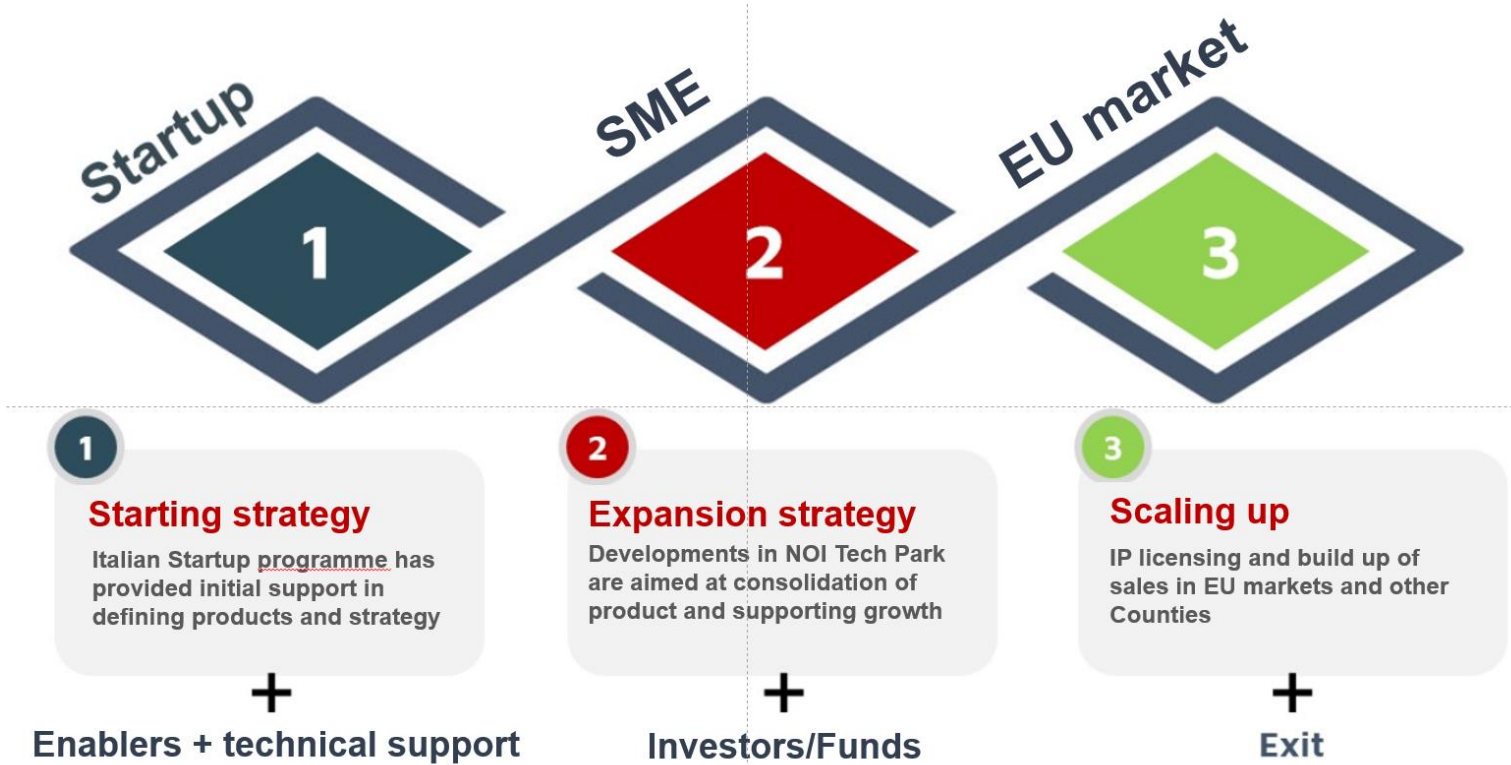 Startup
SME
EU market
1
2
3
1
Starting strategy
Italian Startup programme has
provided initial support in
defining products and strategy
+
Enablers + technical support
2
Expansion strategy
Developments in NOI Tech Park
are aimed at consolidation of
product and supporting growth
+
Investors/Funds
3
Scaling up
IP licensing and build up of
sales in EU markets and other
Counties
+
Exit